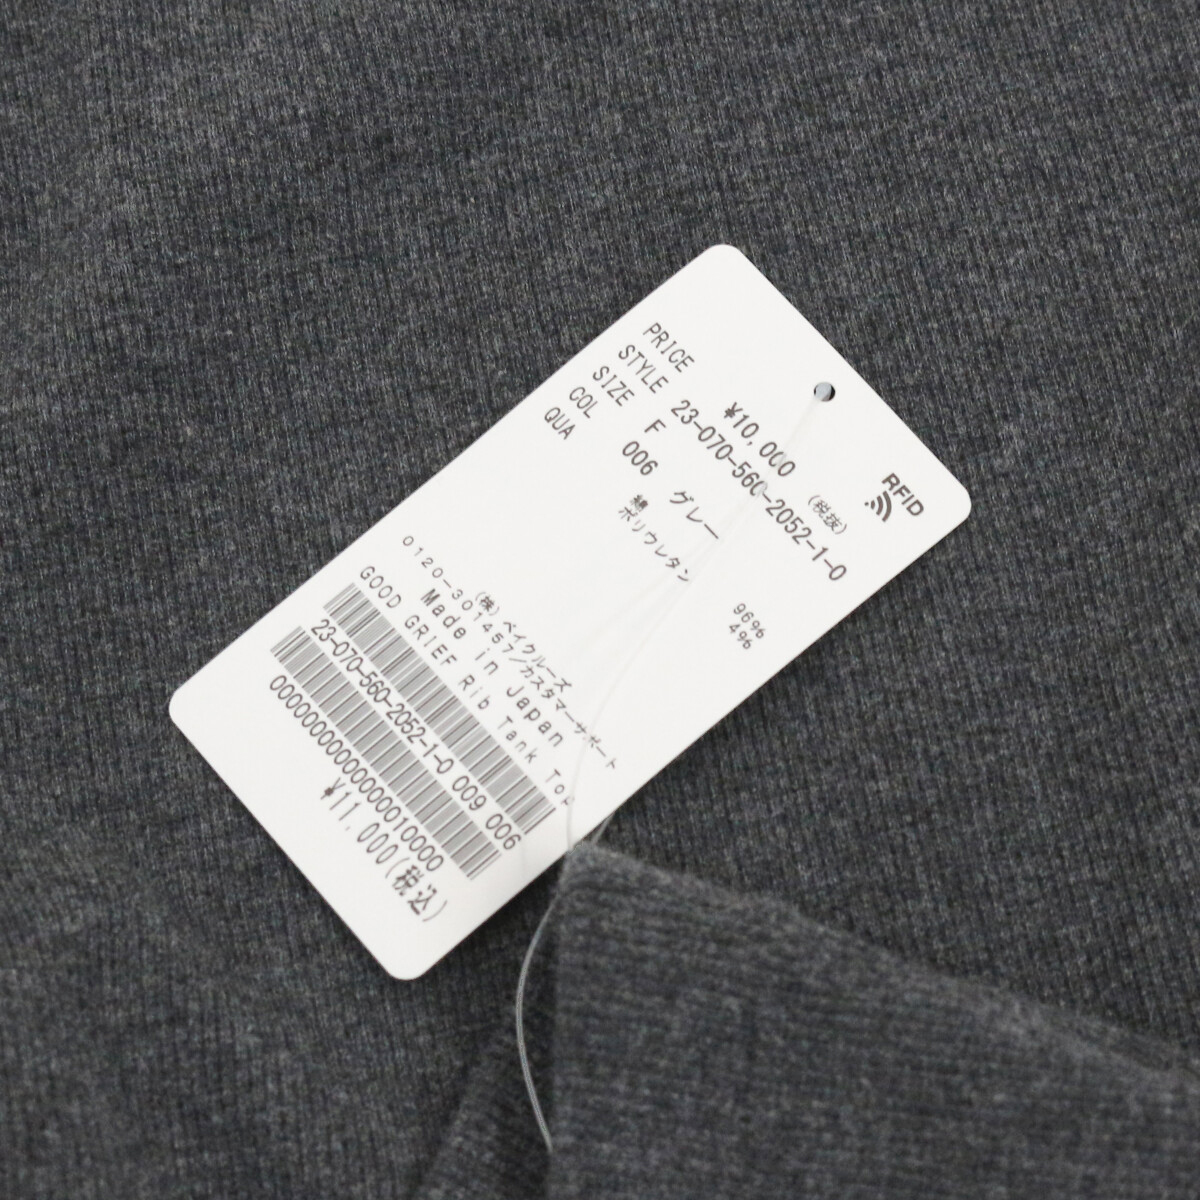 RFID
PRICE ¥10,000 (税抜)
STYLE 23-070-560-2052-1-0
SIZE F
COL 006 グレー
QUA 綿 96%
ポリウレタン 4%
(株)ベイクルーズ
0120-301457/カスタマーサポート
Made in Japan
GOOD GRIEF Rib Tank Top
23-070-560-2052-1-0 009 006
0000000000000010000
¥11,000(税込)